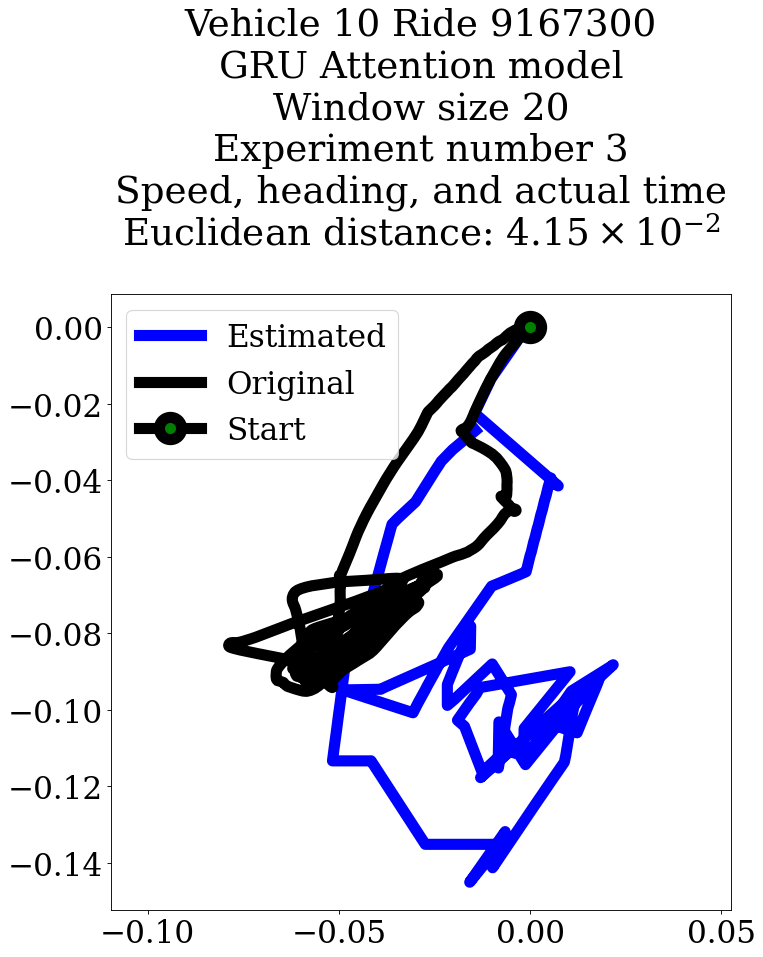 Vehicle 10 Ride 9167300
GRU Attention model
Window size 20
Experiment number 3
Speed, heading, and actual time
Euclidean distance: 4.15 × 10⁻²
Estimated
Original
Start
0.00
−0.02
−0.04
−0.06
−0.08
−0.10
−0.12
−0.14
−0.10 −0.05 0.00 0.05